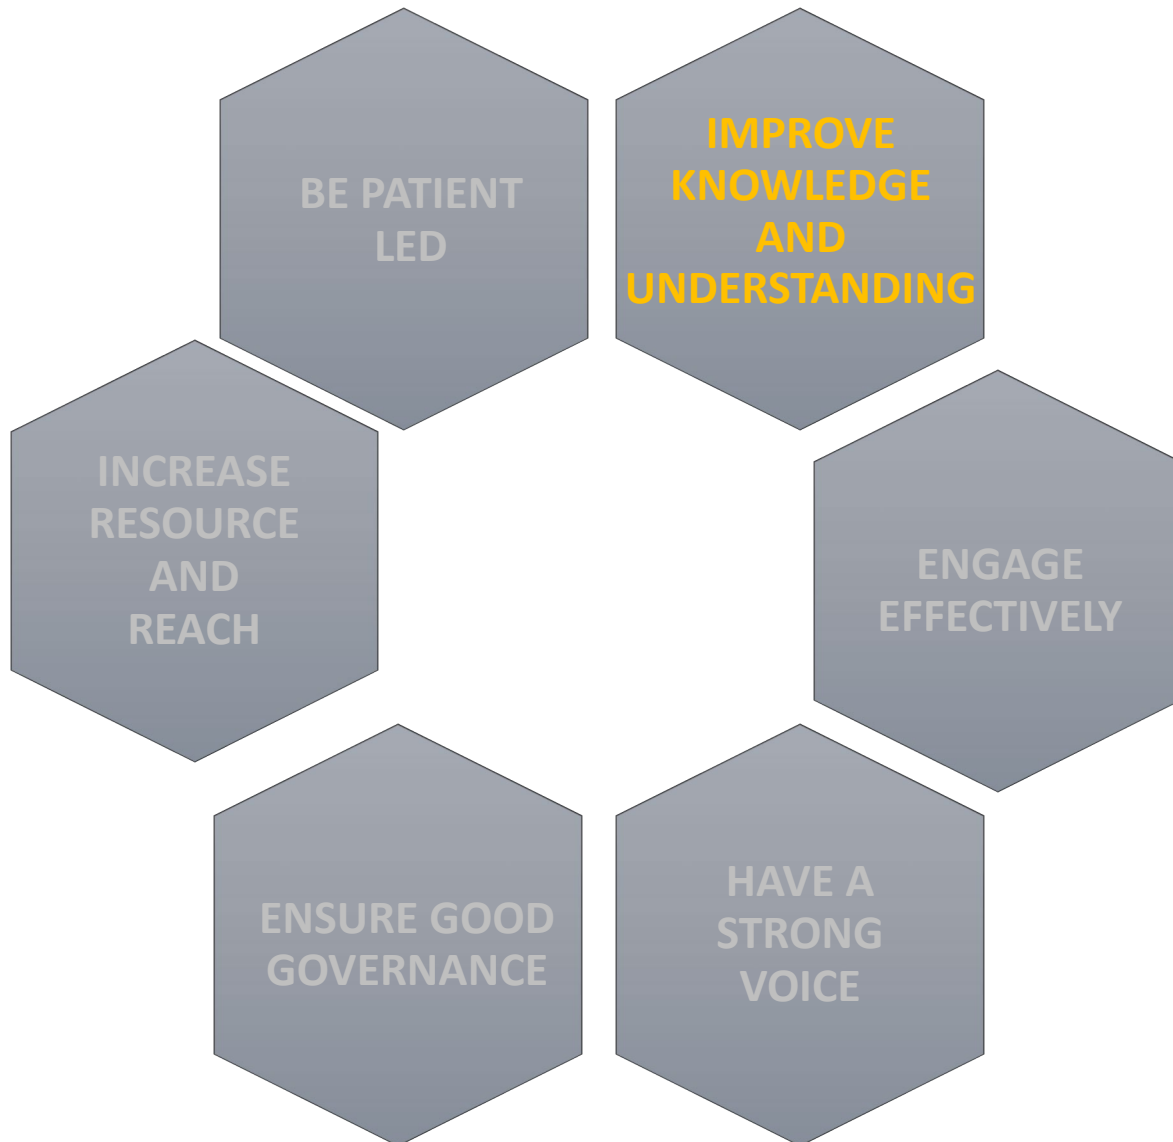 BE PATIENT
LED
IMPROVE
KNOWLEDGE
AND
UNDERSTANDING
INCREASE
RESOURCE
AND
REACH
ENGAGE
EFFECTIVELY
ENSURE GOOD
GOVERNANCE
HAVE A
STRONG
VOICE